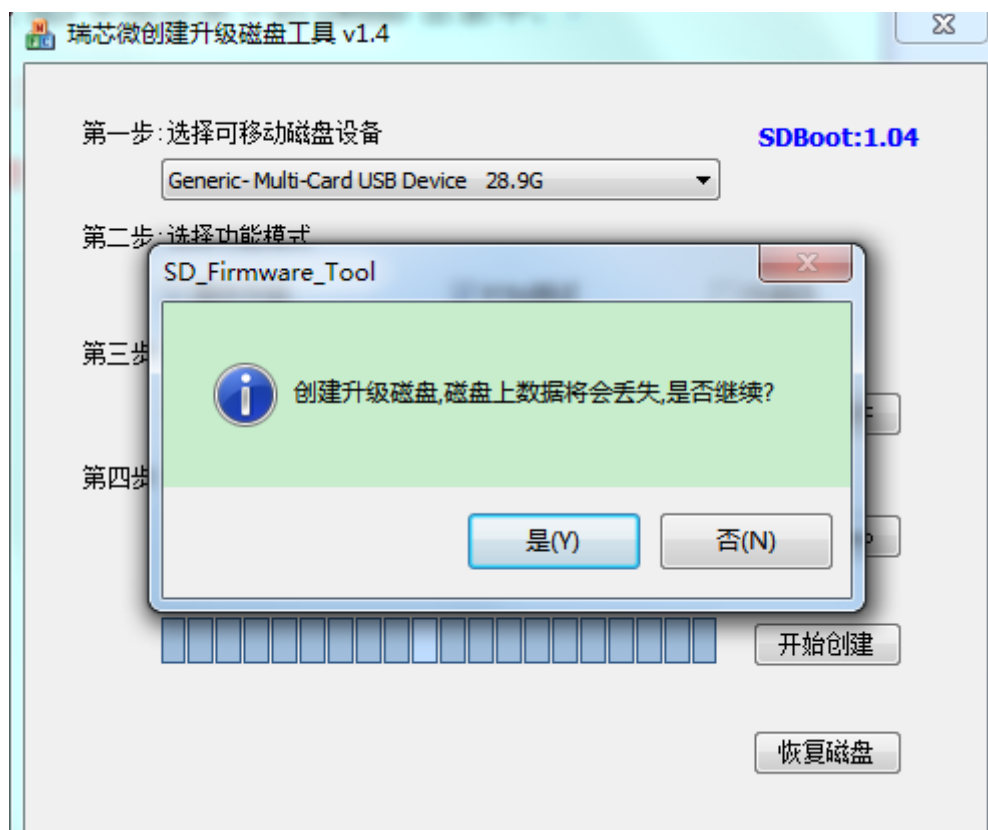 瑞芯微创建升级磁盘工具 v1.4
第一步:选择可移动磁盘设备
SDBoot:1.04
Generic- Multi-Card USB Device 28.9G
第二步:选择功能模式
SD_Firmware_Tool
第三步
创建升级磁盘,磁盘上数据将会丢失,是否继续?
第四步
是(Y)
否(N)
开始创建
恢复磁盘